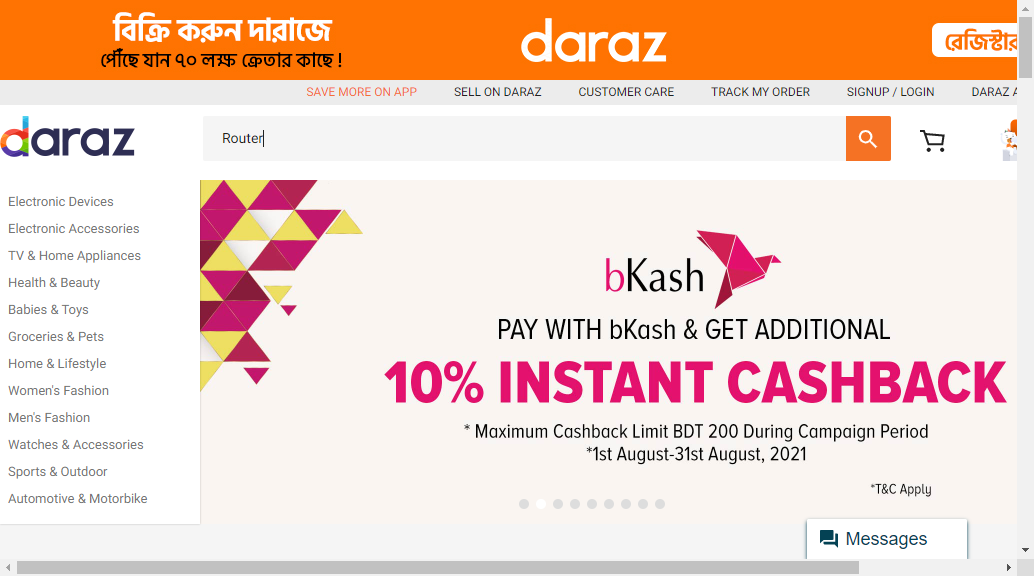 বিক্রি করুন দারাজে
পৌঁছে যান ৭০ লক্ষ ক্রেতার কাছে !
daraz
SAVE MORE ON APP SELL ON DARAZ CUSTOMER CARE TRACK MY ORDER SIGNUP / LOGIN DARAZ
daraz
Router
Electronic Devices
Electronic Accessories
TV & Home Appliances
Health & Beauty
Babies & Toys
Groceries & Pets
Home & Lifestyle
Women's Fashion
Men's Fashion
Watches & Accessories
Sports & Outdoor
Automotive & Motorbike
bKash
PAY WITH bKash & GET ADDITIONAL
10% INSTANT CASHBACK
* Maximum Cashback Limit BDT 200 During Campaign Period
*1st August-31st August, 2021
*T&C Apply
Messages